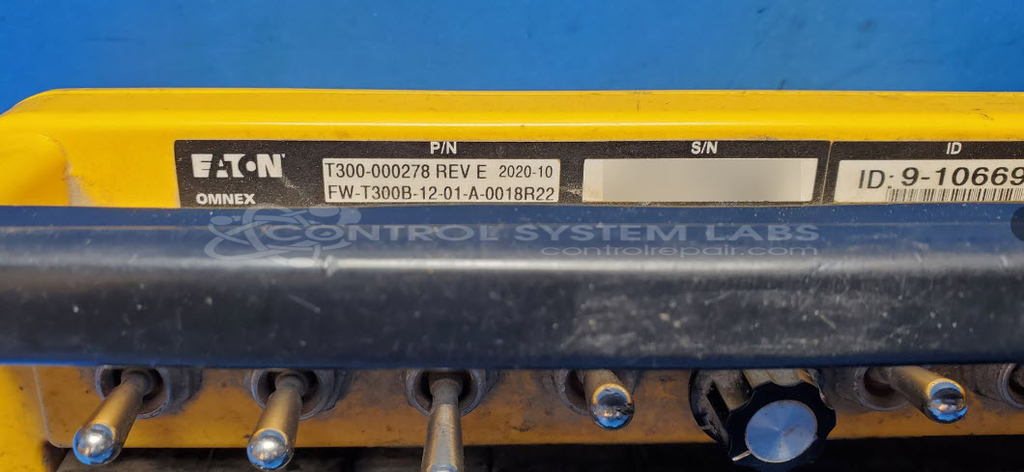 EATON
OMNEX
P/N
T300-000278 REV E 2020-10
FW-T300B-12-01-A-0018R22
S/N
ID
ID: 9-10669
CONTROL SYSTEM LABS
controlrepair.com